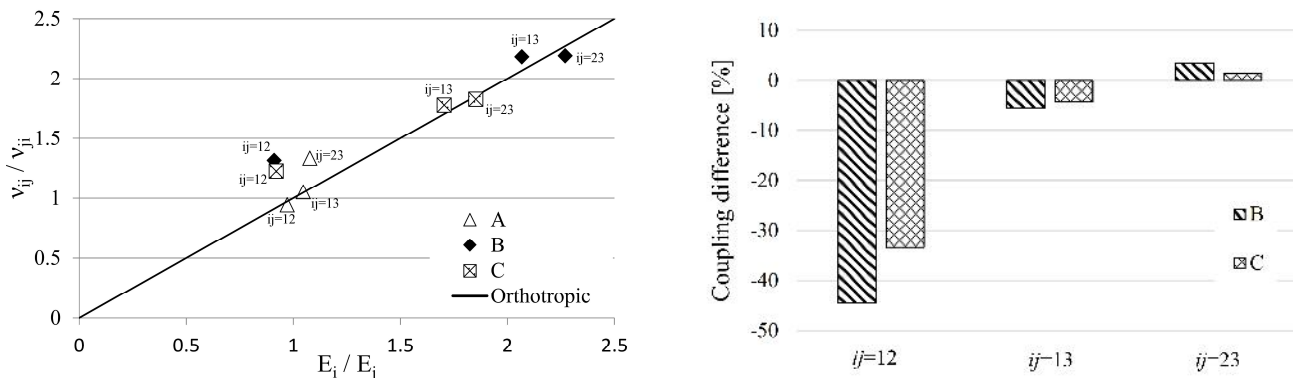 2.5
2
1.5
1
0.5
0
0
0.5
1
1.5
2
2.5
ν_ij / ν_ji
E_i / E_j
ij=13
ij=23
ij=13
ij=23
ij=12
ij=12
ij=23
ij=13
ij=12
A
B
C
Orthotropic
10
0
-10
-20
-30
-40
-50
Coupling difference [%]
B
C
ij=12
ij=13
ij=23